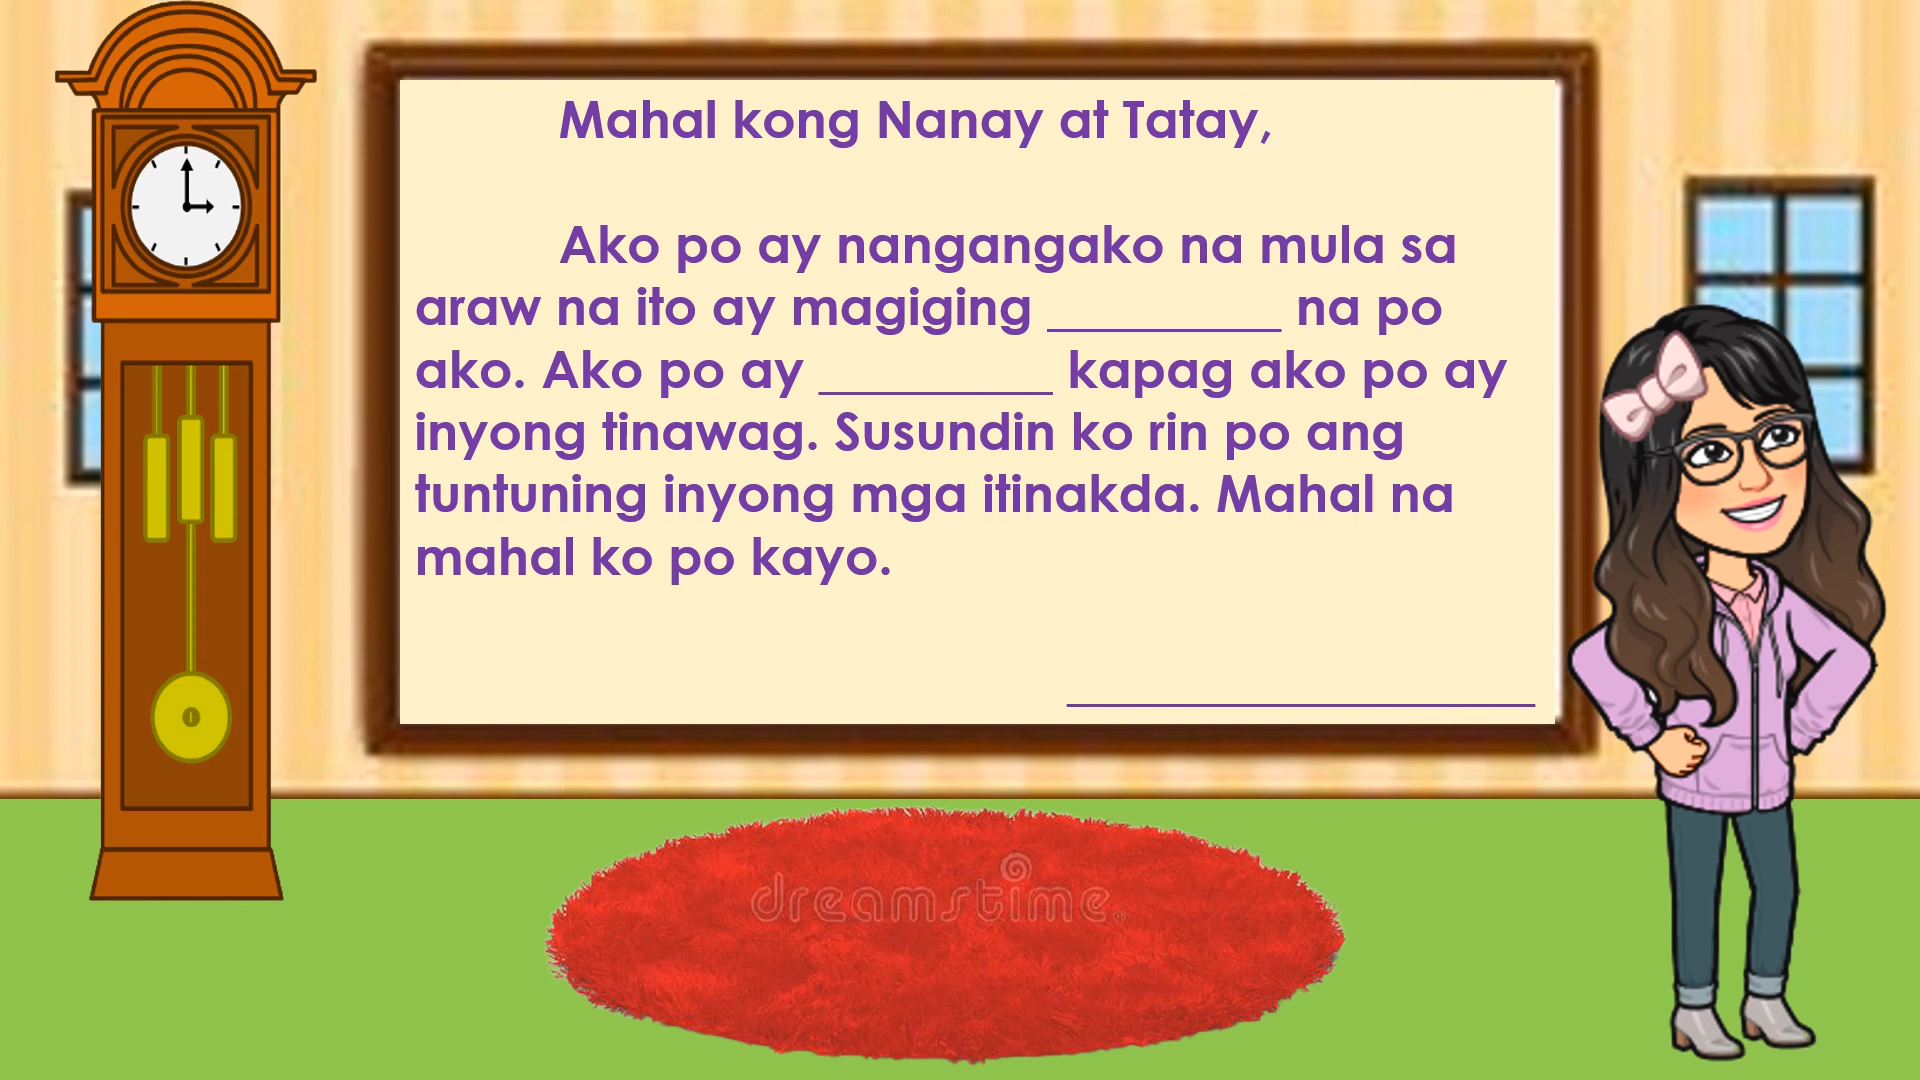 Mahal kong Nanay at Tatay,
Ako po ay nangangako na mula sa
araw na ito ay magiging _________ na po
ako. Ako po ay _________ kapag ako po ay
inyong tinawag. Susundin ko rin po ang
tuntuning inyong mga itinakda. Mahal na
mahal ko po kayo.
__________________
dreamstime.